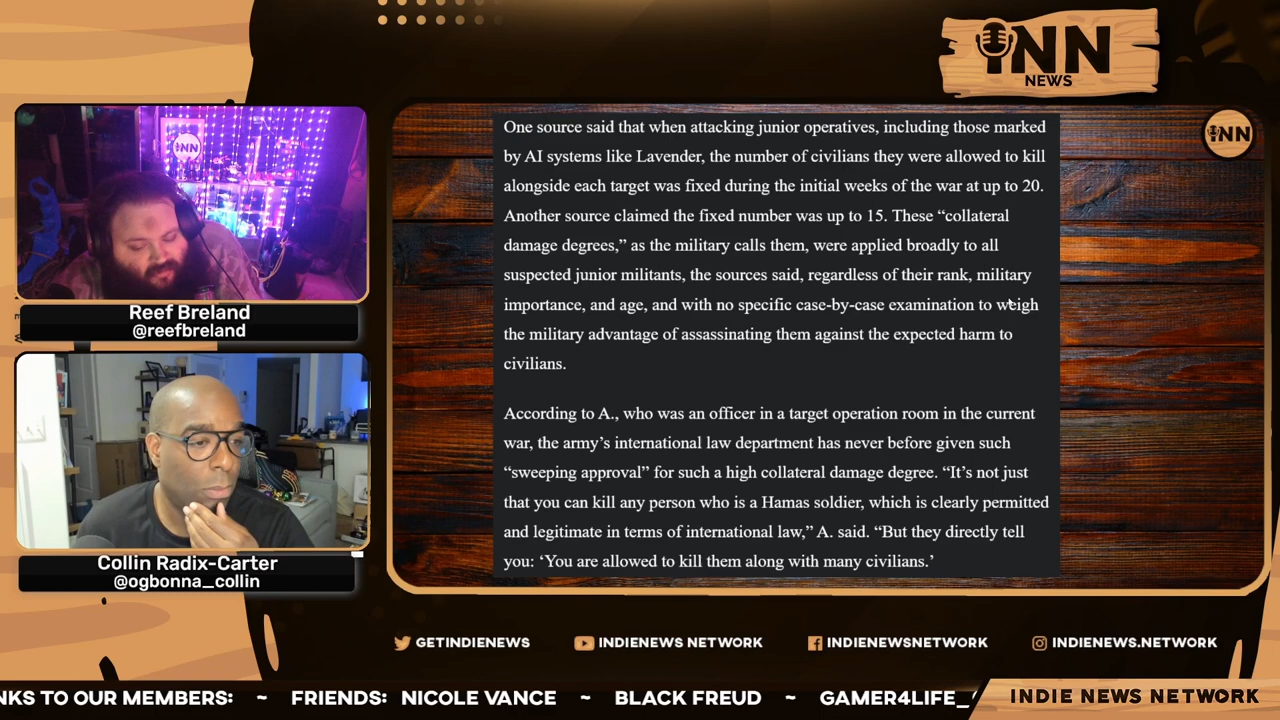 iNN
NEWS
iNN
iNN
One source said that when attacking junior operatives, including those marked
by AI systems like Lavender, the number of civilians they were allowed to kill
alongside each target was fixed during the initial weeks of the war at up to 20.
Another source claimed the fixed number was up to 15. These “collateral
damage degrees,” as the military calls them, were applied broadly to all
suspected junior militants, the sources said, regardless of their rank, military
importance, and age, and with no specific case-by-case examination to weigh
the military advantage of assassinating them against the expected harm to
civilians.
According to A., who was an officer in a target operation room in the current
war, the army’s international law department has never before given such
“sweeping approval” for such a high collateral damage degree. “It’s not just
that you can kill any person who is a Hamas soldier, which is clearly permitted
and legitimate in terms of international law,” A. said. “But they directly tell
you: ‘You are allowed to kill them along with many civilians.’
Reef Breland
@reefbreland
Collin Radix-Carter
@ogbonna_collin
GETINDIENEWS
INDIENEWS NETWORK
INDIENEWSNETWORK
INDIENEWS.NETWORK
NKS TO OUR MEMBERS: ~ FRIENDS: NICOLE VANCE ~ BLACK FREUD ~ GAMER4LIFE_
INDIE NEWS NETWORK